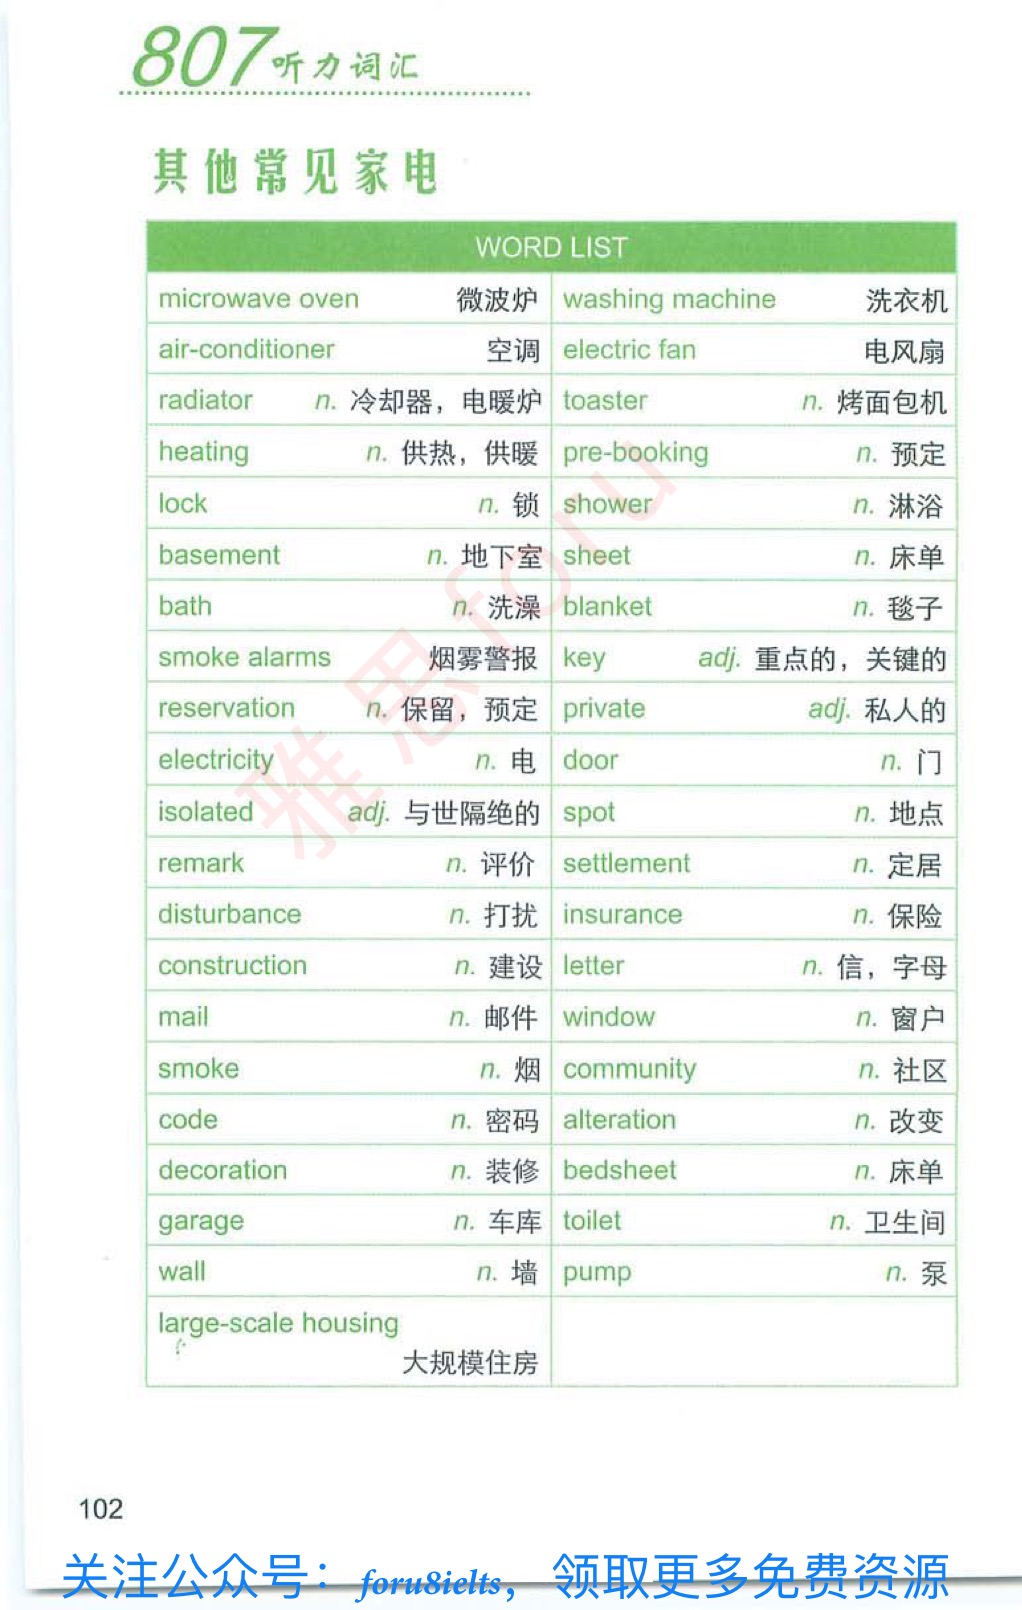 807听力词汇
其他常见家电
WORD LIST
microwave oven 微波炉 washing machine 洗衣机
air-conditioner 空调 electric fan 电风扇
radiator n. 冷却器，电暖炉 toaster n. 烤面包机
heating n. 供热，供暖 pre-booking n. 预定
lock n. 锁 shower n. 淋浴
basement n. 地下室 sheet n. 床单
bath n. 洗澡 blanket n. 毯子
smoke alarms 烟雾警报 key adj. 重点的，关键的
reservation n. 保留，预定 private adj. 私人的
electricity n. 电 door n. 门
isolated adj. 与世隔绝的 spot n. 地点
remark n. 评价 settlement n. 定居
disturbance n. 打扰 insurance n. 保险
construction n. 建设 letter n. 信，字母
mail n. 邮件 window n. 窗户
smoke n. 烟 community n. 社区
code n. 密码 alteration n. 改变
decoration n. 装修 bedsheet n. 床单
garage n. 车库 toilet n. 卫生间
wall n. 墙 pump n. 泵
large-scale housing
大规模住房
雅思foru
102
关注公众号：foru8ielts，领取更多免费资源